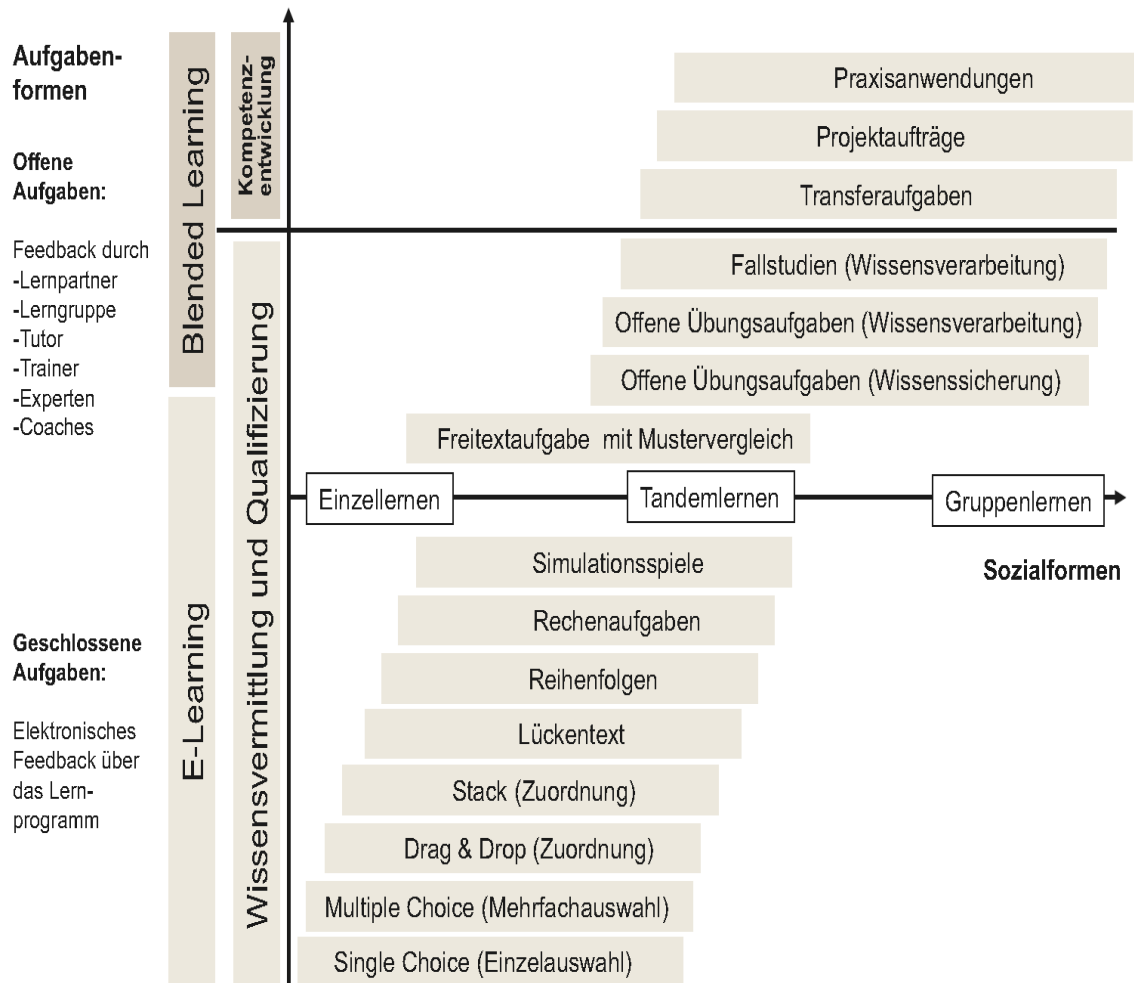 Aufgaben-
formen
Offene
Aufgaben:
Feedback durch
-Lernpartner
-Lerngruppe
-Tutor
-Trainer
-Experten
-Coaches
Geschlossene
Aufgaben:
Elektronisches
Feedback über
das Lern-
programm
Blended Learning
E-Learning
Kompetenz-
entwicklung
Wissensvermittlung und Qualifizierung
Praxisanwendungen
Projektaufträge
Transferaufgaben
Fallstudien (Wissensverarbeitung)
Offene Übungsaufgaben (Wissensverarbeitung)
Offene Übungsaufgaben (Wissenssicherung)
Freitextaufgabe mit Mustervergleich
Einzellernen
Tandemlernen
Gruppenlernen
Sozialformen
Simulationsspiele
Rechenaufgaben
Reihenfolgen
Lückentext
Stack (Zuordnung)
Drag & Drop (Zuordnung)
Multiple Choice (Mehrfachauswahl)
Single Choice (Einzelauswahl)